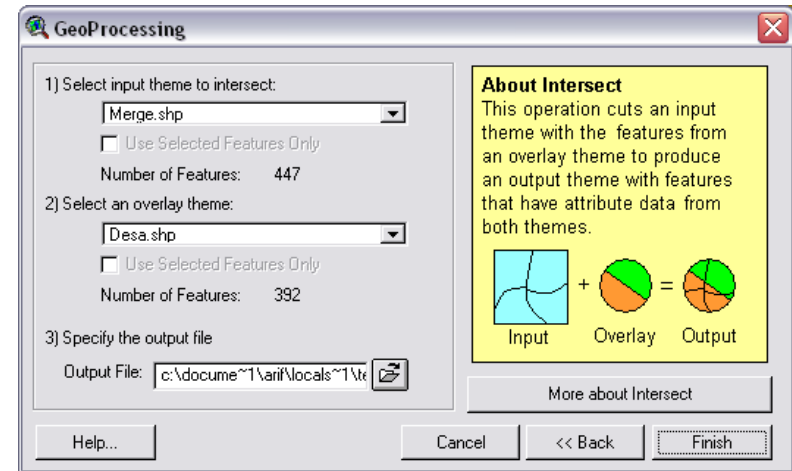 GeoProcessing
1) Select input theme to intersect:
Merge.shp
Use Selected Features Only
Number of Features: 447
2) Select an overlay theme:
Desa.shp
Use Selected Features Only
Number of Features: 392
3) Specify the output file
Output File: c:\docume~1\arif\locals~1\te
About Intersect
This operation cuts an input
theme with the features from
an overlay theme to produce
an output theme with features
that have attribute data from
both themes.
+ =
Input Overlay Output
More about Intersect
Help... Cancel << Back Finish